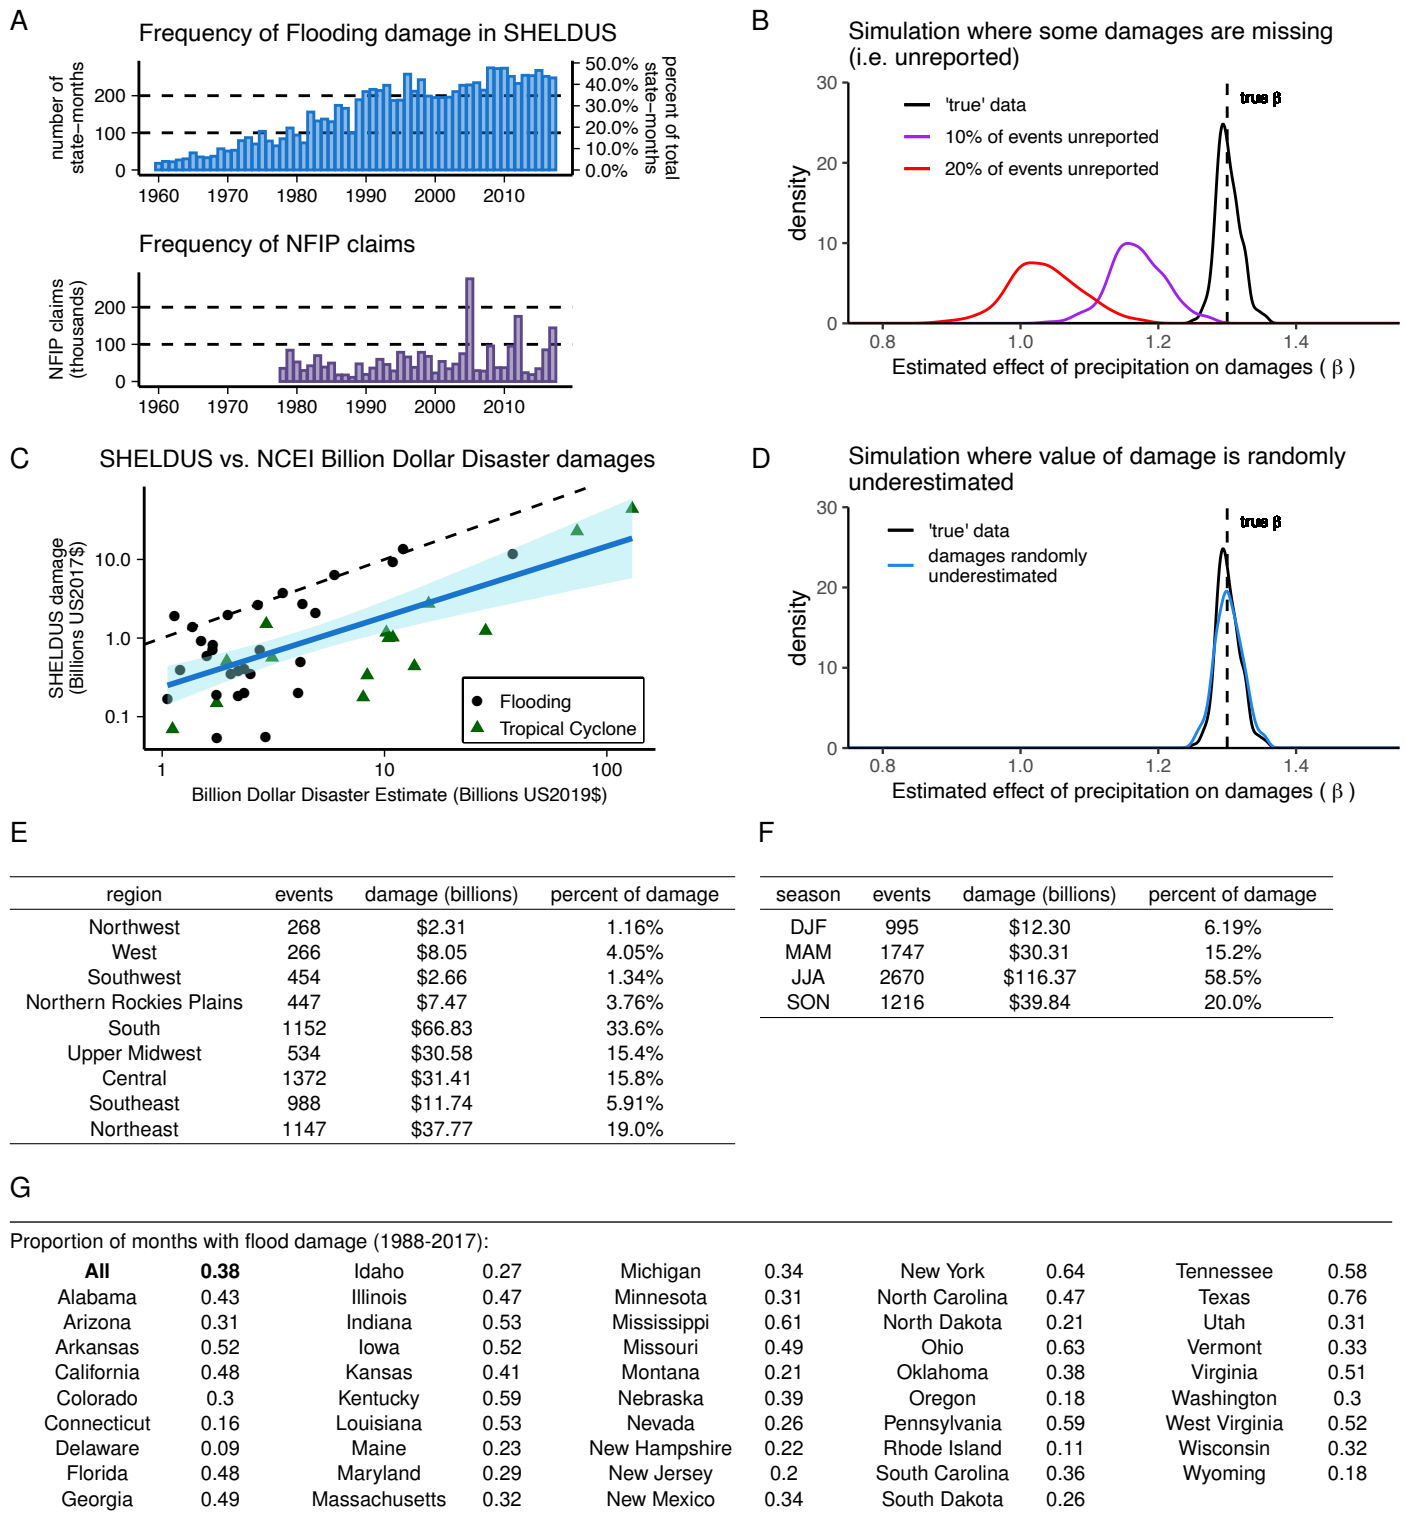 A
Frequency of Flooding damage in SHELDUS
number of
state−months
200
100
0
50.0%
40.0%
30.0%
20.0%
10.0%
0.0%
percent of total
state−months
1960 1970 1980 1990 2000 2010
Frequency of NFIP claims
NFIP claims
(thousands)
200
100
0
1960 1970 1980 1990 2000 2010
B
Simulation where some damages are missing
(i.e. unreported)
density
30
20
10
0
'true' data
10% of events unreported
20% of events unreported
true β
0.8 1.0 1.2 1.4
Estimated effect of precipitation on damages ( β )
C
SHELDUS vs. NCEI Billion Dollar Disaster damages
SHELDUS damage
(Billions US2017$)
10.0
1.0
0.1
Flooding
Tropical Cyclone
1 10 100
Billion Dollar Disaster Estimate (Billions US2019$)
D
Simulation where value of damage is randomly
underestimated
density
30
20
10
0
'true' data
damages randomly
underestimated
true β
0.8 1.0 1.2 1.4
Estimated effect of precipitation on damages ( β )
E
region events damage (billions) percent of damage
Northwest 268 $2.31 1.16%
West 266 $8.05 4.05%
Southwest 454 $2.66 1.34%
Northern Rockies Plains 447 $7.47 3.76%
South 1152 $66.83 33.6%
Upper Midwest 534 $30.58 15.4%
Central 1372 $31.41 15.8%
Southeast 988 $11.74 5.91%
Northeast 1147 $37.77 19.0%
F
season events damage (billions) percent of damage
DJF 995 $12.30 6.19%
MAM 1747 $30.31 15.2%
JJA 2670 $116.37 58.5%
SON 1216 $39.84 20.0%
G
Proportion of months with flood damage (1988-2017):
All 0.38 Idaho 0.27 Michigan 0.34 New York 0.64 Tennessee 0.58
Alabama 0.43 Illinois 0.47 Minnesota 0.31 North Carolina 0.47 Texas 0.76
Arizona 0.31 Indiana 0.53 Mississippi 0.61 North Dakota 0.21 Utah 0.31
Arkansas 0.52 Iowa 0.52 Missouri 0.49 Ohio 0.63 Vermont 0.33
California 0.48 Kansas 0.41 Montana 0.21 Oklahoma 0.38 Virginia 0.51
Colorado 0.3 Kentucky 0.59 Nebraska 0.39 Oregon 0.18 Washington 0.3
Connecticut 0.16 Louisiana 0.53 Nevada 0.26 Pennsylvania 0.59 West Virginia 0.52
Delaware 0.09 Maine 0.23 New Hampshire 0.22 Rhode Island 0.11 Wisconsin 0.32
Florida 0.48 Maryland 0.29 New Jersey 0.2 South Carolina 0.36 Wyoming 0.18
Georgia 0.49 Massachusetts 0.32 New Mexico 0.34 South Dakota 0.26